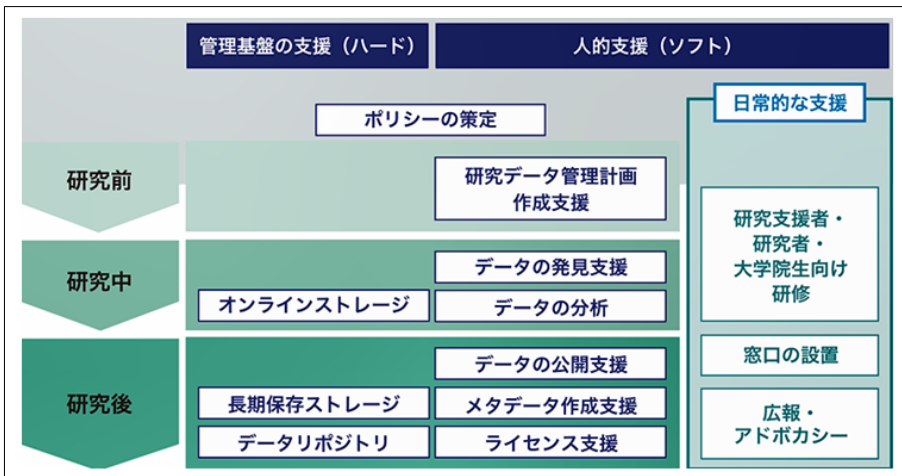 管理基盤の支援（ハード）
人的支援（ソフト）
日常的な支援
ポリシーの策定
研究前
研究データ管理計画
作成支援
研究中
データの発見支援
オンラインストレージ
データの分析
研究後
データの公開支援
長期保存ストレージ
メタデータ作成支援
データリポジトリ
ライセンス支援
研究支援者・
研究者・
大学院生向け
研修
窓口の設置
広報・
アドボカシー